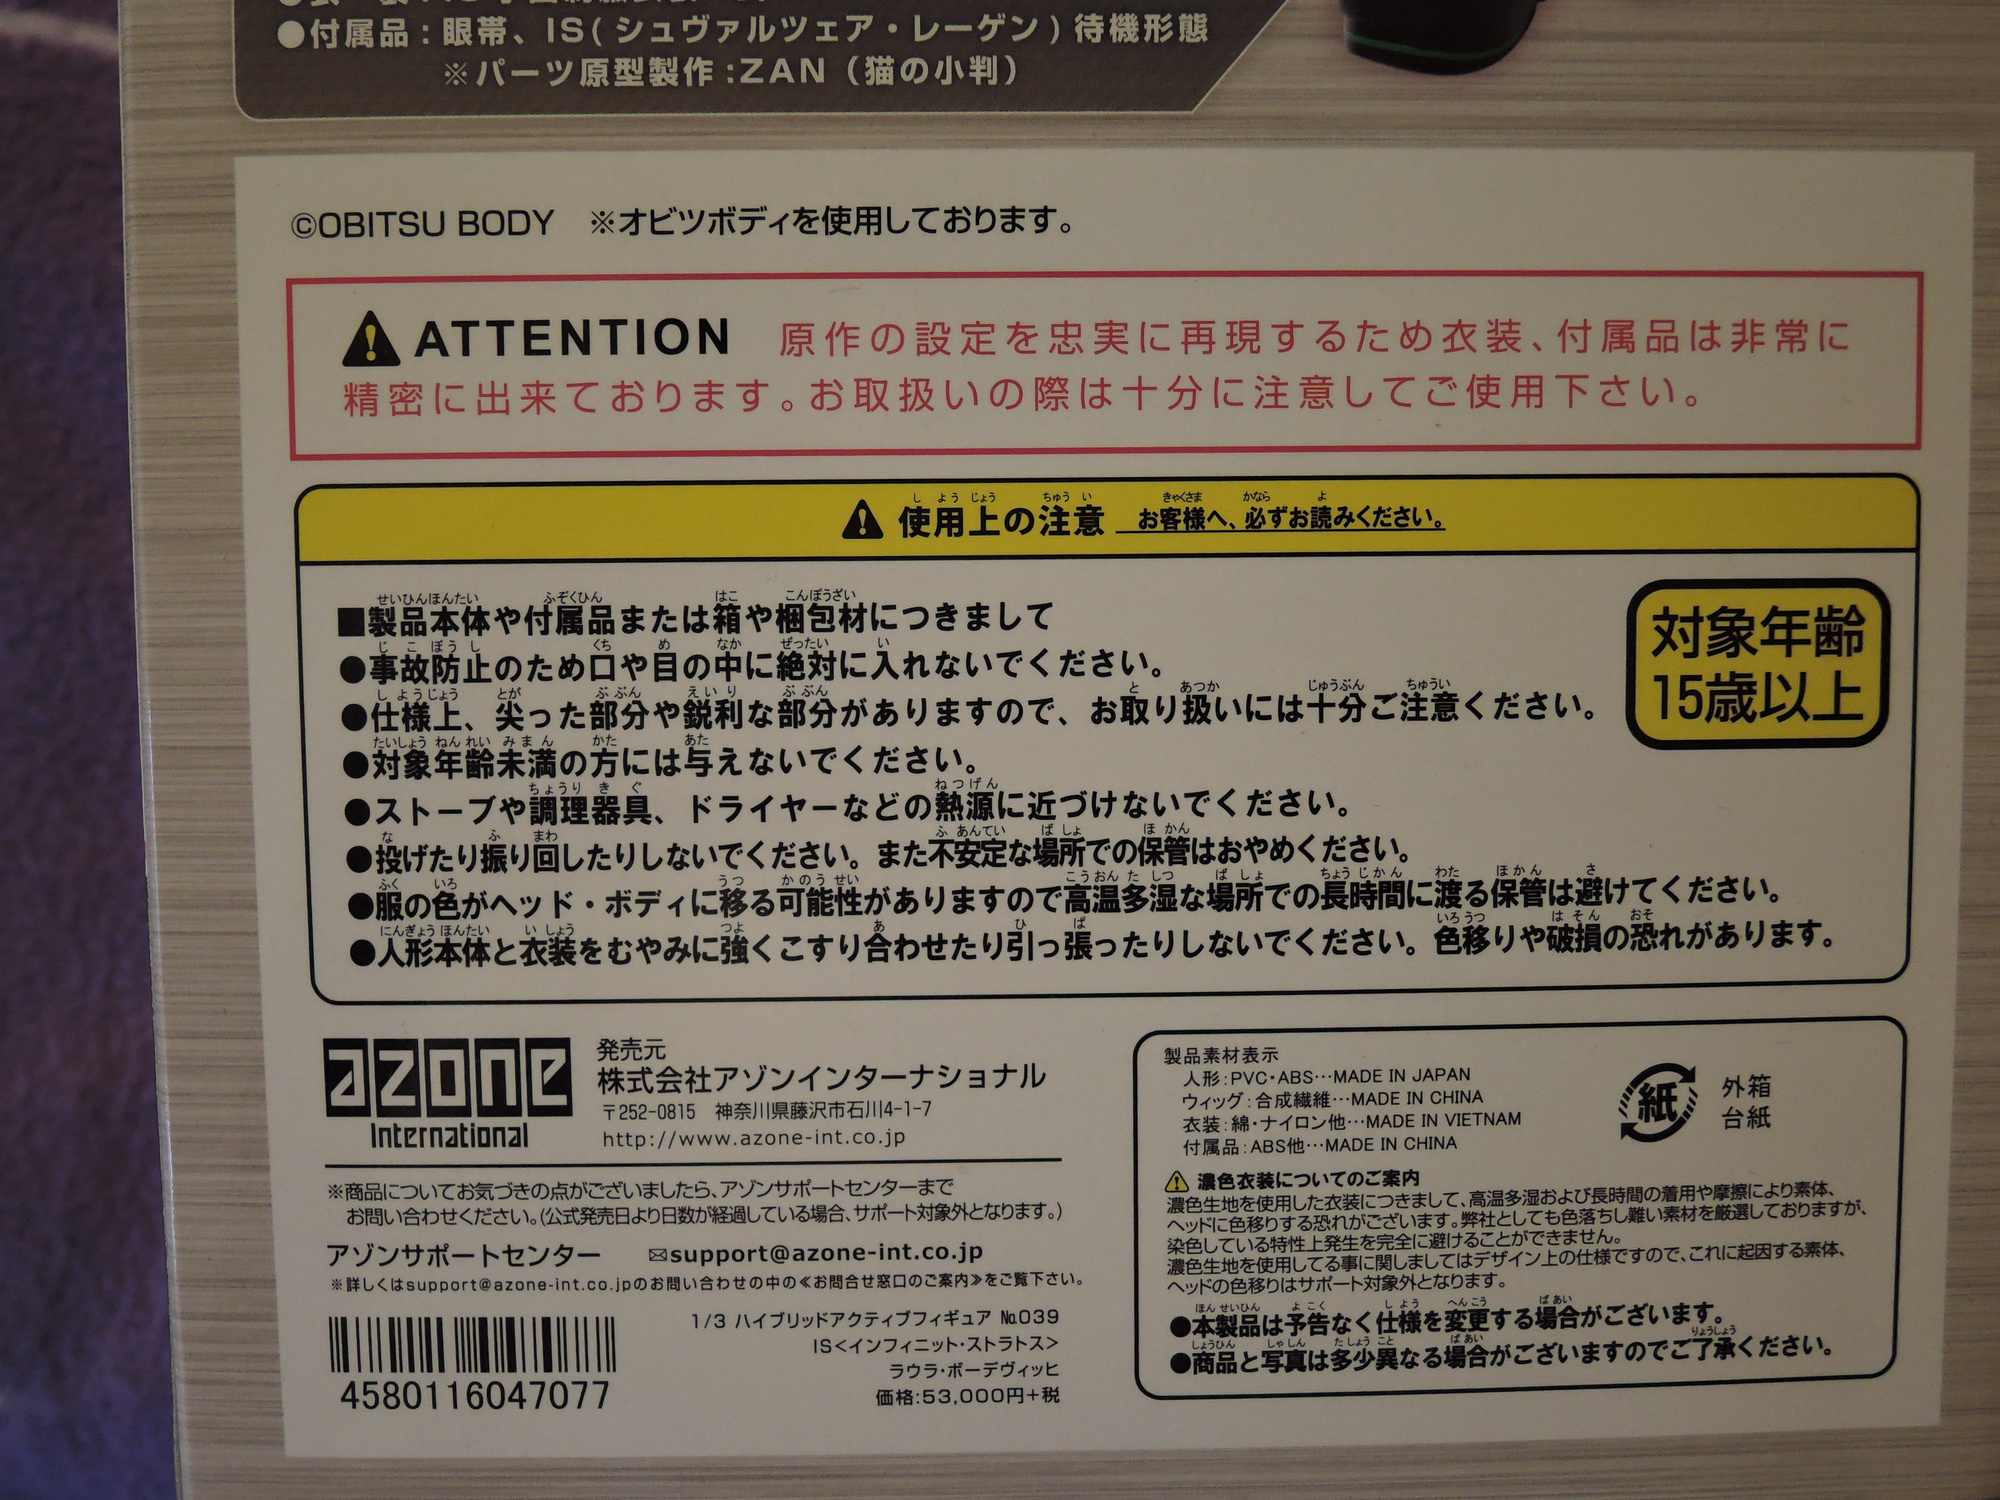 ●付属品：眼帯、IS(シュヴァルツェア・レーゲン)待機形態
※パーツ原型製作:ZAN（猫の小判）
©OBITSU BODY　※オビツボディを使用しております。
ATTENTION　原作の設定を忠実に再現するため衣装、付属品は非常に
精密に出来ております。お取扱いの際は十分に注意してご使用下さい。
使用上の注意　お客様へ、必ずお読みください。
■製品本体や付属品または箱や梱包材につきまして
●事故防止のため口や目の中に絶対に入れないでください。
●仕様上、尖った部分や鋭利な部分がありますので、お取り扱いには十分ご注意ください。
●対象年齢未満の方には与えないでください。
●ストーブや調理器具、ドライヤーなどの熱源に近づけないでください。
●投げたり振り回したりしないでください。また不安定な場所での保管はおやめください。
●服の色がヘッド・ボディに移る可能性がありますので高温多湿な場所での長時間に渡る保管は避けてください。
●人形本体と衣装をむやみに強くこすり合わせたり引っ張ったりしないでください。色移りや破損の恐れがあります。
対象年齢
15歳以上
azone
International
発売元
株式会社アゾンインターナショナル
〒252-0815　神奈川県藤沢市石川4-1-7
http://www.azone-int.co.jp
※商品についてお気づきの点がございましたら、アゾンサポートセンターまで
お問い合わせください。(公式発売日より日数が経過している場合、サポート対象外となります。)
アゾンサポートセンター　✉support@azone-int.co.jp
※詳しくはsupport@azone-int.co.jpのお問い合わせの中の≪お問合せ窓口のご案内≫をご覧下さい。
4580116047077
1/3 ハイブリッドアクティブフィギュア №039
IS<インフィニット・ストラトス>
ラウラ・ボーデヴィッヒ
価格:53,000円+税
製品素材表示
人形:PVC・ABS…MADE IN JAPAN
ウィッグ:合成繊維…MADE IN CHINA
衣装:綿・ナイロン他…MADE IN VIETNAM
付属品:ABS他…MADE IN CHINA
紙
外箱
台紙
濃色衣装についてのご案内
濃色生地を使用した衣装につきまして、高温多湿および長時間の着用や摩擦により素体、
ヘッドに色移りする恐れがございます。弊社としても色落ちし難い素材を厳選しておりますが、
染色している特性上発生を完全に避けることができません。
濃色生地を使用してる事に関しましてはデザイン上の仕様ですので、これに起因する素体、
ヘッドの色移りはサポート対象外となります。
●本製品は予告なく仕様を変更する場合がございます。
●商品と写真は多少異なる場合がございますのでご了承ください。